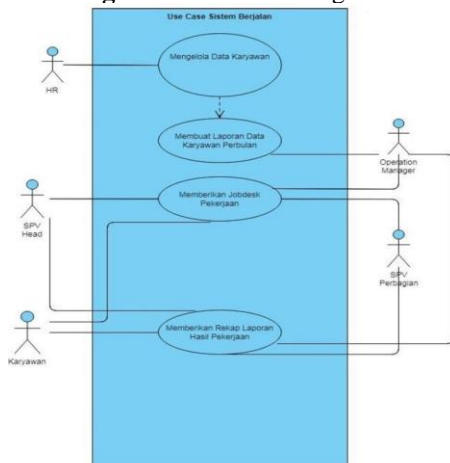 Use Case Sistem Berjalan
Mengelola Data Karyawan
HR
Membuat Laporan Data
Karyawan Perbulan
Operation
Manager
Memberikan Jobdesk
Pekerjaan
SPV
Head
SPV
Perbagian
Memberikan Rekap Laporan
Hasil Pekerjaan
Karyawan